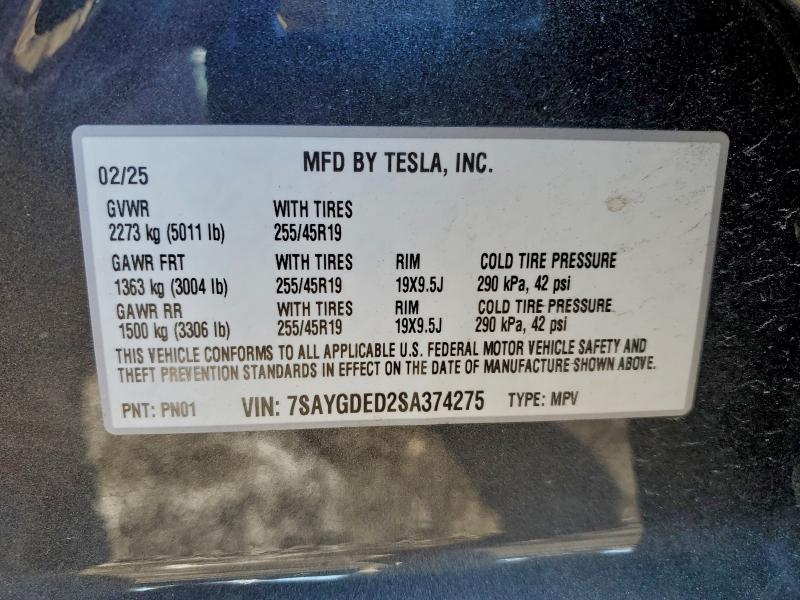 02/25 MFD BY TESLA, INC.
GVWR WITH TIRES
2273 kg (5011 lb) 255/45R19
GAWR FRT WITH TIRES RIM COLD TIRE PRESSURE
1363 kg (3004 lb) 255/45R19 19X9.5J 290 kPa, 42 psi
GAWR RR WITH TIRES RIM COLD TIRE PRESSURE
1500 kg (3306 lb) 255/45R19 19X9.5J 290 kPa, 42 psi
THIS VEHICLE CONFORMS TO ALL APPLICABLE U.S. FEDERAL MOTOR VEHICLE SAFETY AND
THEFT PREVENTION STANDARDS IN EFFECT ON THE DATE OF MANUFACTURE SHOWN ABOVE.
PNT: PN01 VIN: 7SAYGDED2SA374275 TYPE: MPV